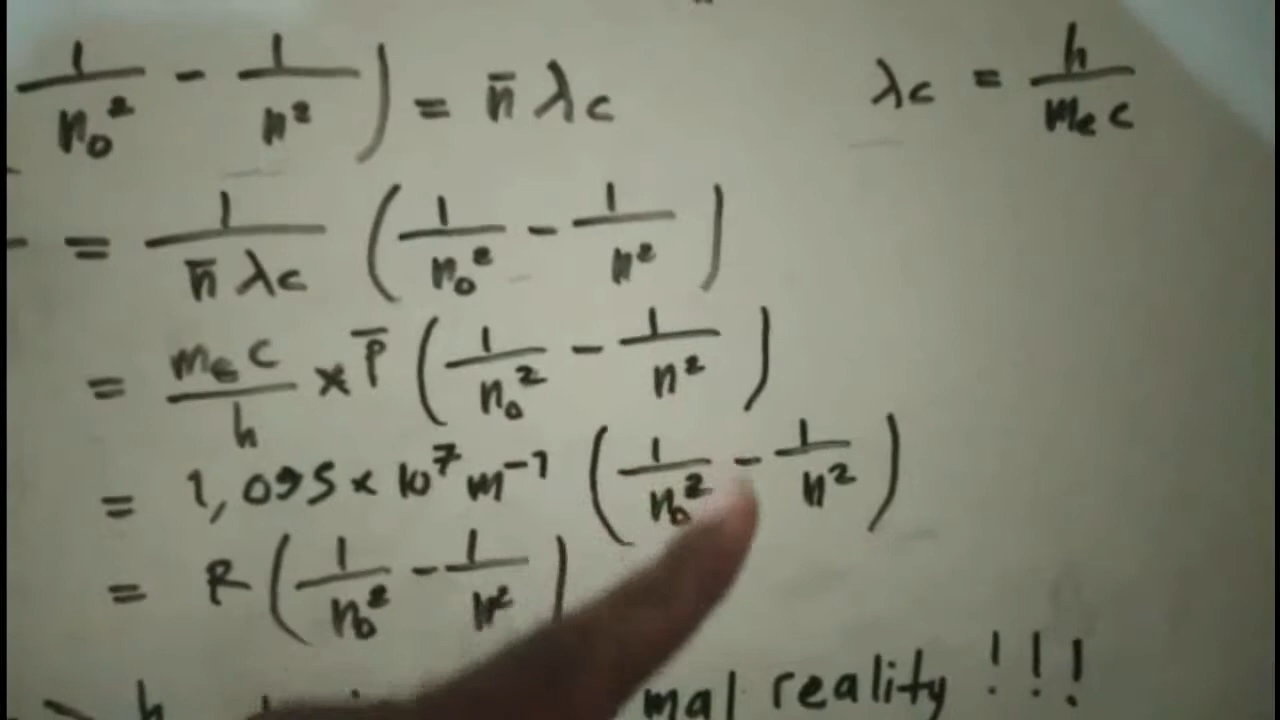 1/n₀² - 1/n² ) = n̄ λc    λc = h/mₑc
- = 1/n̄ λc ( 1/n₀² - 1/n² )
= mₑc/h × P̄ ( 1/n₀² - 1/n² )
= 1,095 × 10⁷ m⁻¹ ( 1/n₀² - 1/n² )
= R ( 1/n₀² - 1/n² )
reality !!!